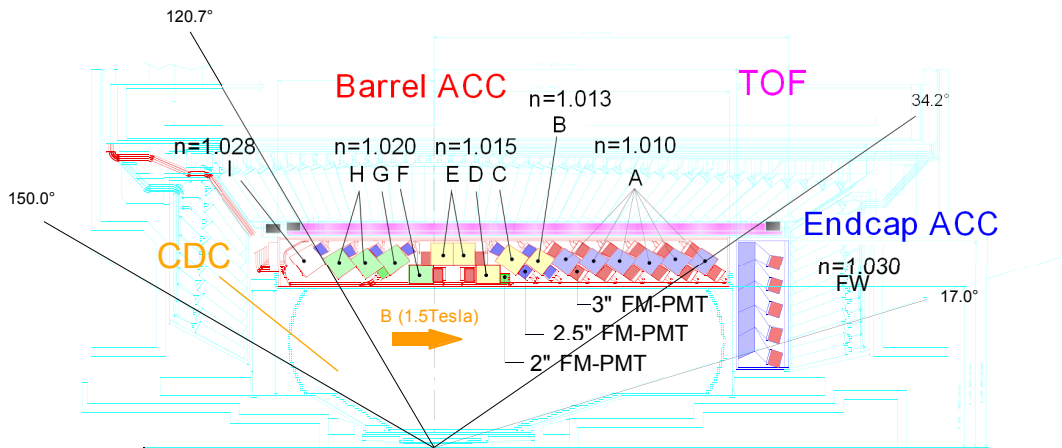 120.7°
Barrel ACC
TOF
n=1.013
B
34.2°
n=1.028
I
n=1.020
H G F
n=1.015
E D C
n=1.010
A
150.0°
CDC
Endcap ACC
n=1.030
FW
17.0°
B (1.5Tesla)
3" FM-PMT
2.5" FM-PMT
2" FM-PMT